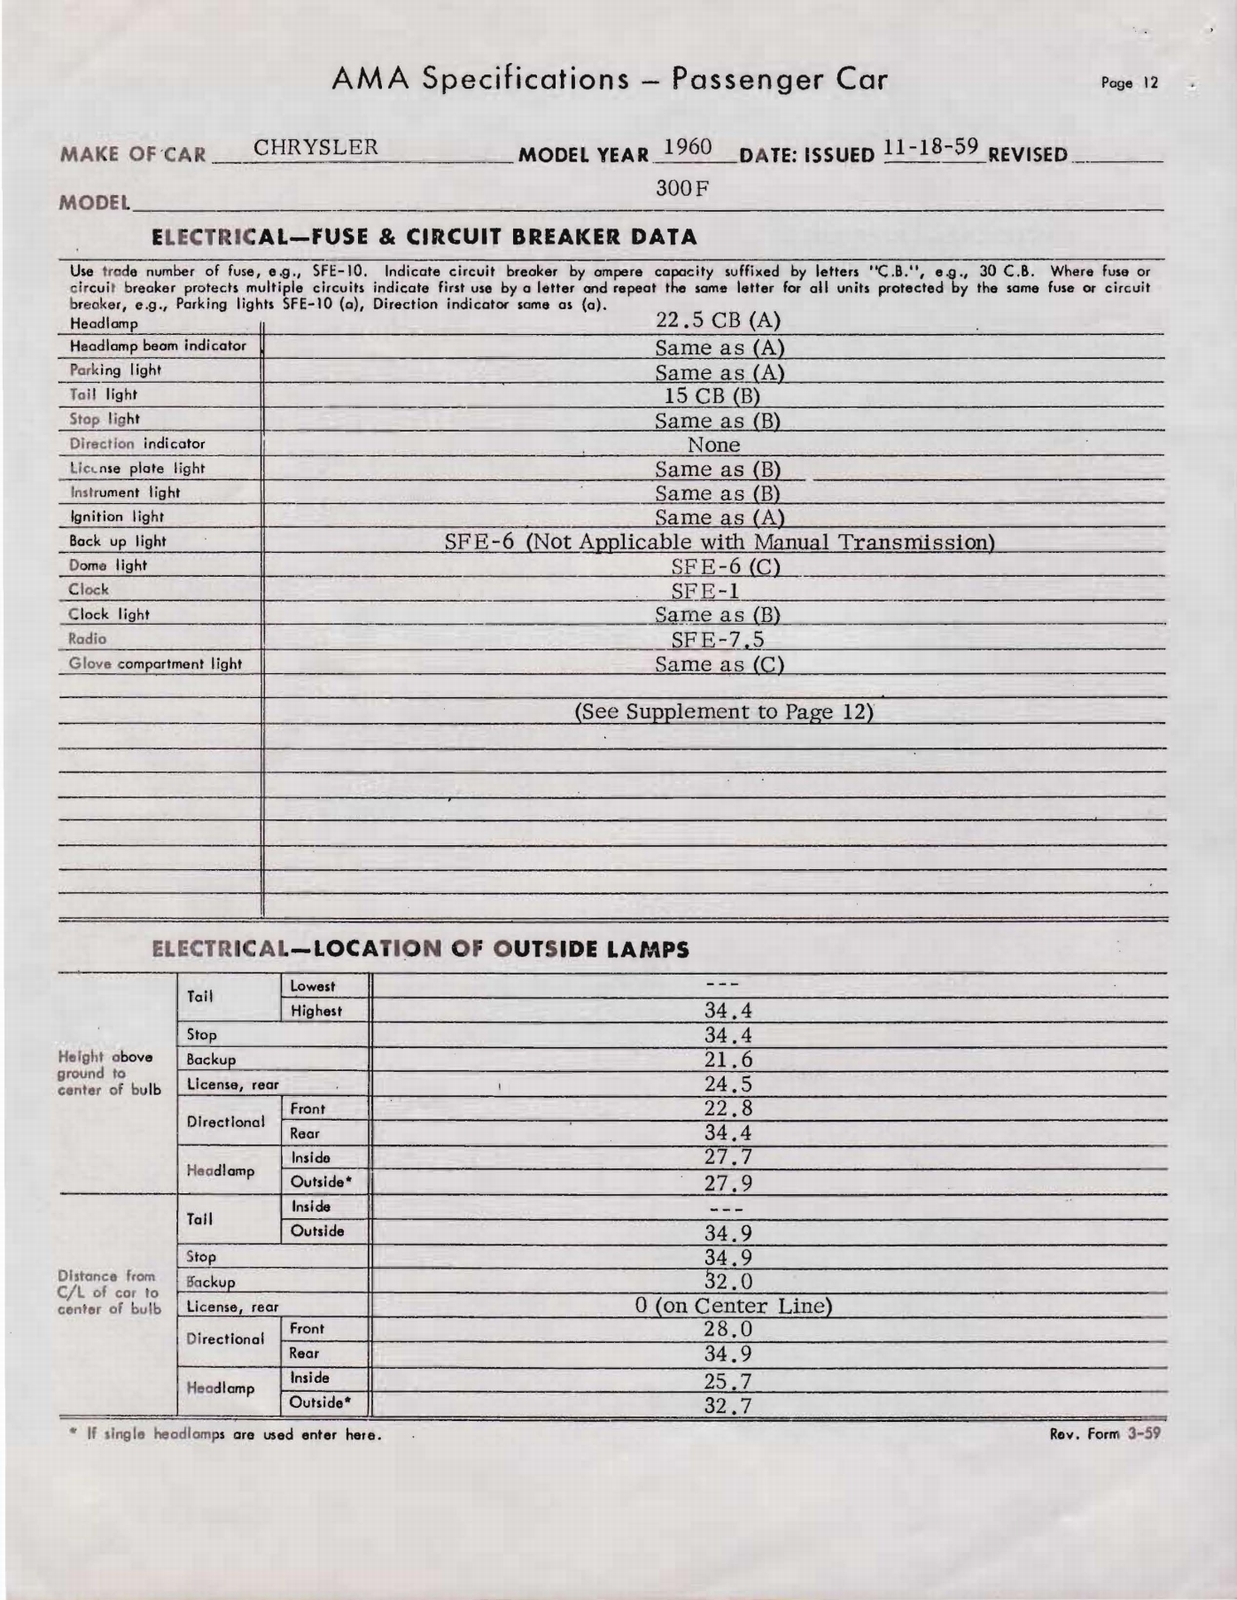 AMA Specifications – Passenger Car Page 12
MAKE OF CAR CHRYSLER MODEL YEAR 1960 DATE: ISSUED 11-18-59 REVISED
300F
MODEL
ELECTRICAL—FUSE & CIRCUIT BREAKER DATA
Use trade number of fuse, e.g., SFE-10. Indicate circuit breaker by ampere capacity suffixed by letters "C.B.", e.g., 30 C.B. Where fuse or
circuit breaker protects multiple circuits indicate first use by a letter and repeat the same letter for all units protected by the same fuse or circuit
breaker, e.g., Parking lights SFE-10 (a), Direction indicator same as (a).
Headlamp 22.5 CB (A)
Headlamp beam indicator Same as (A)
Parking light Same as (A)
Tail light 15 CB (B)
Stop light Same as (B)
Direction indicator None
License plate light Same as (B)
Instrument light Same as (B)
Ignition light Same as (A)
Back up light SFE-6 (Not Applicable with Manual Transmission)
Dome light SFE-6 (C)
Clock SFE-1
Clock light Same as (B)
Radio SFE-7.5
Glove compartment light Same as (C)
(See Supplement to Page 12)
ELECTRICAL—LOCATION OF OUTSIDE LAMPS
Height above
ground to
center of bulb
Tail Lowest ---
Highest 34.4
Stop 34.4
Backup 21.6
License, rear 24.5
Directional Front 22.8
Rear 34.4
Headlamp Inside 27.7
Outside* 27.9
Distance from
C/L of car to
center of bulb
Tail Inside ---
Outside 34.9
Stop 34.9
Backup 32.0
License, rear 0 (on Center Line)
Directional Front 28.0
Rear 34.9
Headlamp Inside 25.7
Outside* 32.7
* If single headlamps are used enter here. Rev. Form 3-59